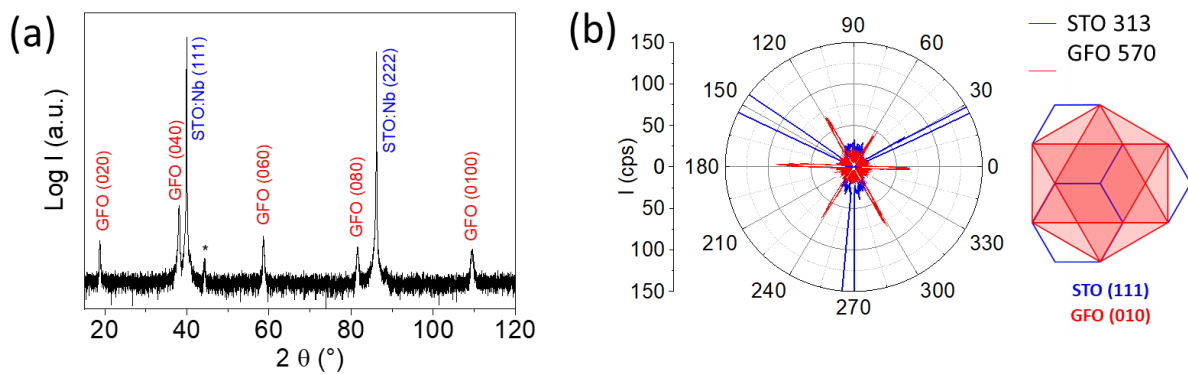 (a)
Log I (a.u.)
GFO (020)
GFO (040)
STO:Nb (111)
*
GFO (060)
GFO (080)
STO:Nb (222)
GFO (0100)
20
40
60
80
100
120
2 θ (°)
(b)
I (cps)
150
100
50
0
50
100
150
90
60
30
0
330
300
270
240
210
180
150
120
STO 313
GFO 570
STO (111)
GFO (010)